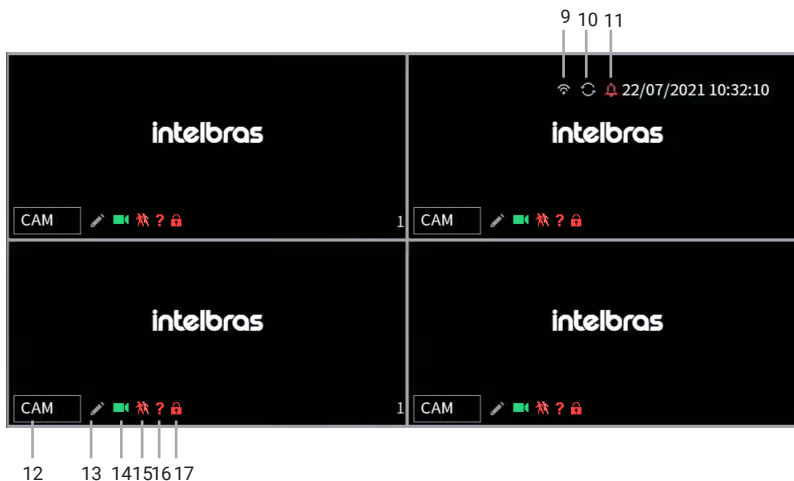 9 10 11
22/07/2021 10:32:10
intelbras intelbras
CAM ? 1 CAM ?
intelbras intelbras
CAM ? 1 CAM ?
12 13 14 15 16 17